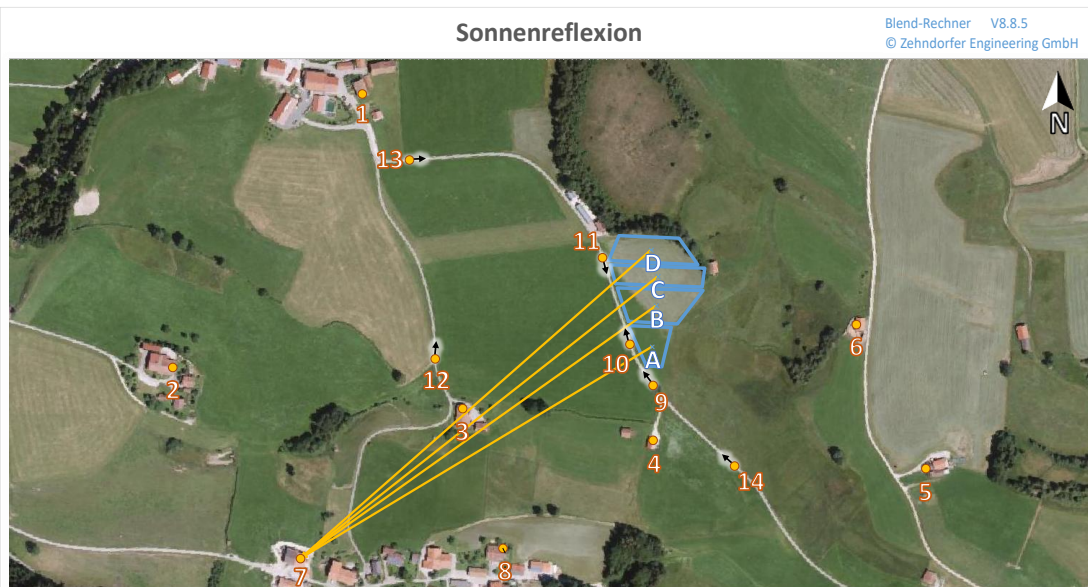 Sonnenreflexion
Blend-Rechner V8.8.5
© Zehndorfer Engineering GmbH
N
1
13
11
D
C
B
6
10
A
12
2
9
3
4
14
5
7
8